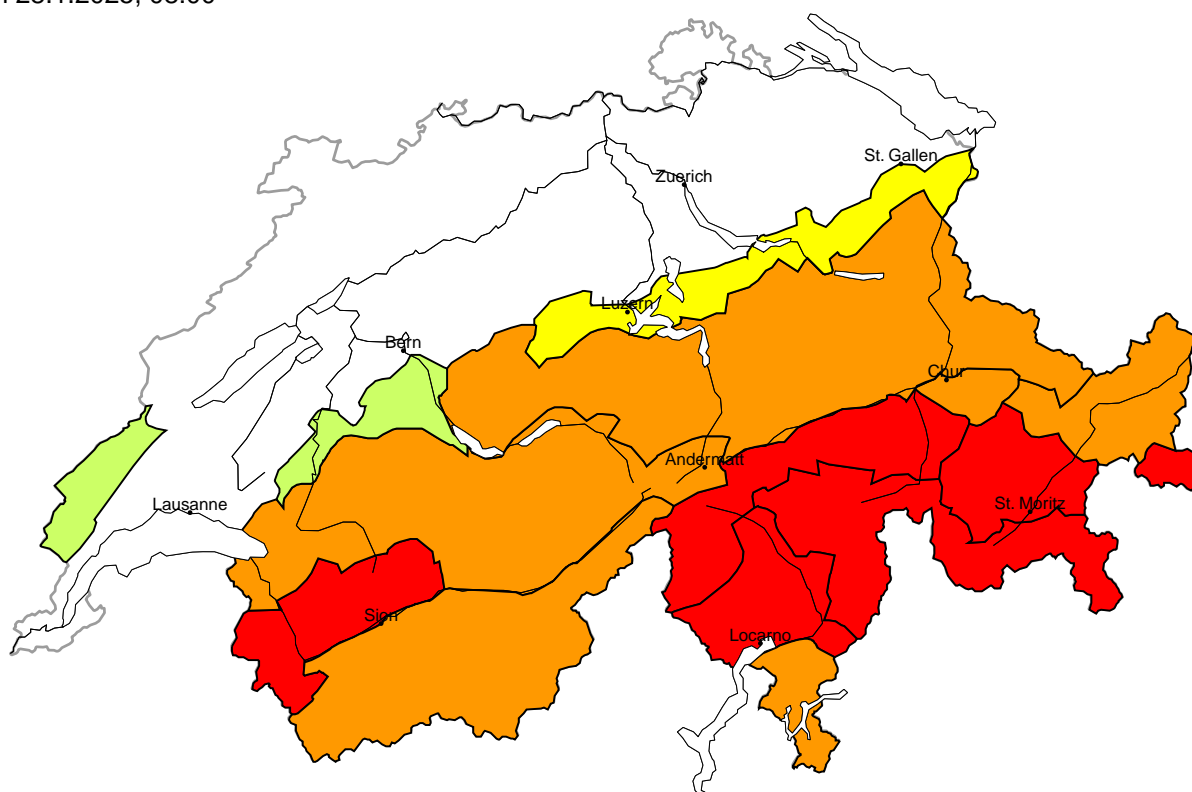 St. Gallen
Zuerich
Luzern
Bern
Chur
Andermatt
Lausanne
St. Moritz
Sion
Locarno